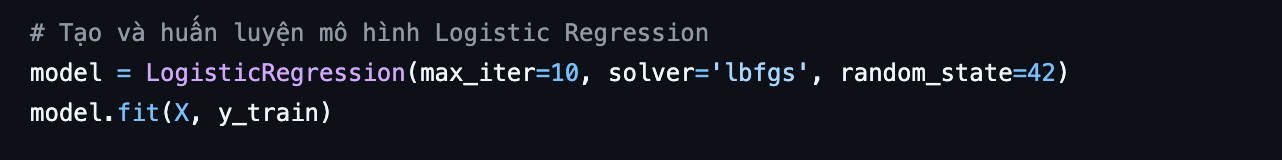 # Tạo và huấn luyện mô hình Logistic Regression
model = LogisticRegression(max_iter=10, solver='lbfgs', random_state=42)
model.fit(X, y_train)